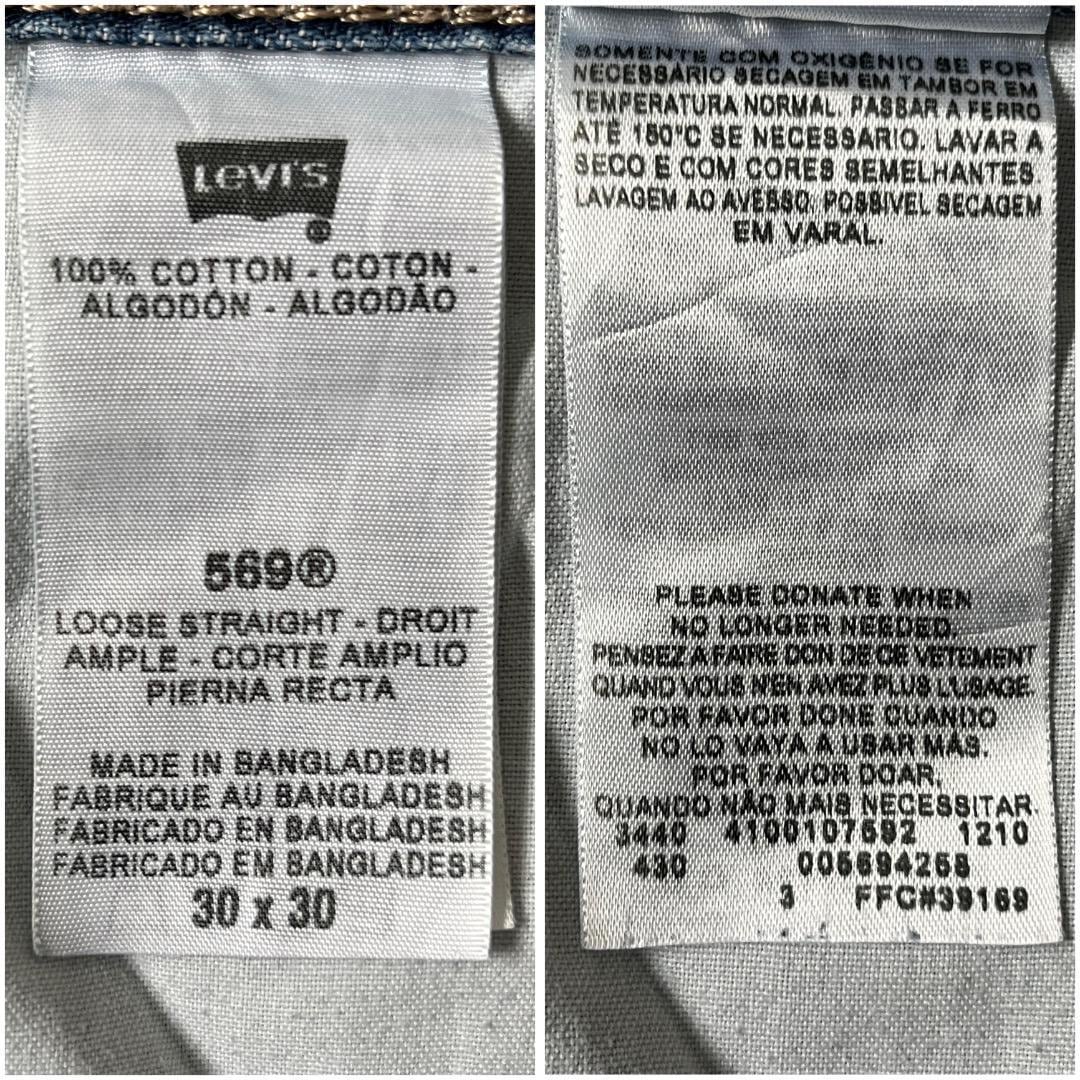 Levi's
®
100% COTTON - COTON -
ALGODÓN - ALGODÃO
569®
LOOSE STRAIGHT - DROIT
AMPLE - CORTE AMPLIO
PIERNA RECTA
MADE IN BANGLADESH
FABRIQUE AU BANGLADESH
FABRICADO EN BANGLADESH
FABRICADO EM BANGLADESH
30 x 30
SOMENTE COM OXIGÊNIO SE FOR
NECESSÁRIO SECAGEM EM TAMBOR EM
TEMPERATURA NORMAL. PASSAR A FERRO
ATÉ 150°C SE NECESSARIO. LAVAR A
SECO E COM CORES SEMELHANTES
LAVAGEM AO AVESSO. POSSIVEL SECAGEM
EM VARAL.
PLEASE DONATE WHEN
NO LONGER NEEDED.
PENSEZ A FAIRE DON DE CE VETEMENT
QUAND VOUS N'EN AVEZ PLUS L'USAGE.
POR FAVOR DONE CUANDO
NO LO VAYA A USAR MÁS.
POR FAVOR DOAR,
QUANDO NÃO MAIS NECESSITAR.
3440 4100107592 1210
430 005694258
3 FFC#39169